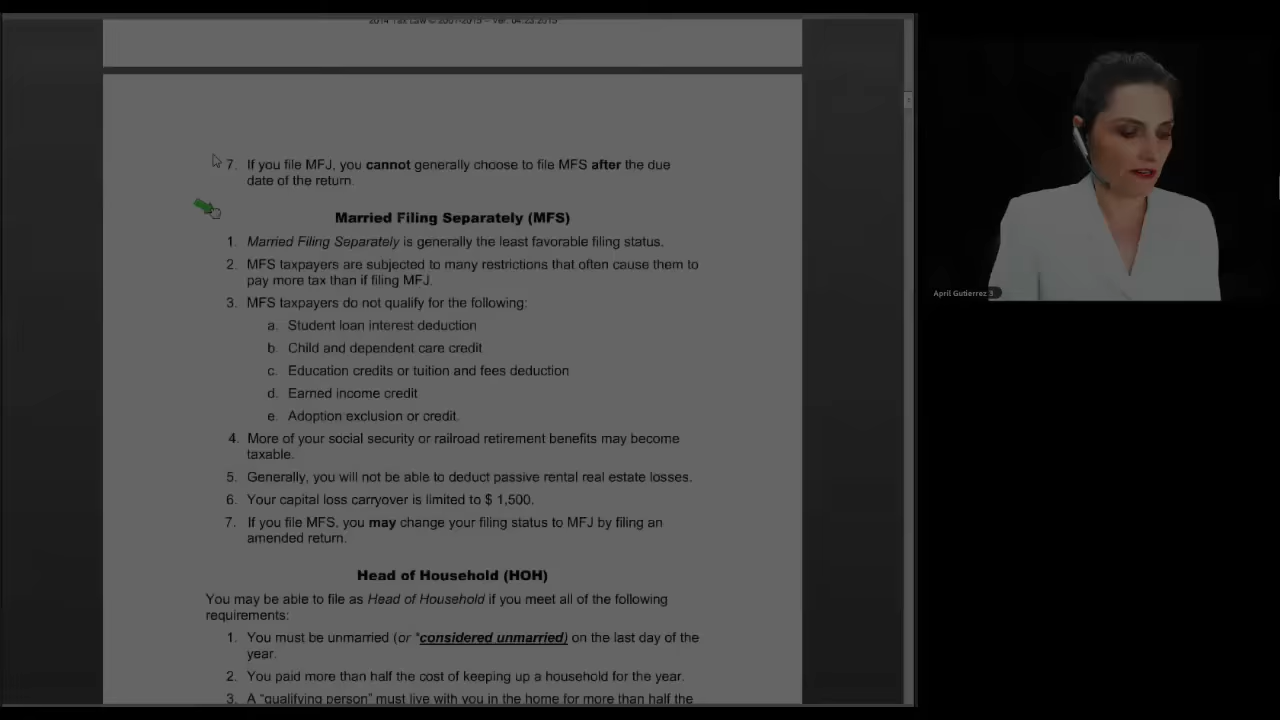 2014 Tax Law © 2007-2015 – Ver. 04.23.2015
7. If you file MFJ, you cannot generally choose to file MFS after the due
date of the return.
Married Filing Separately (MFS)
1. Married Filing Separately is generally the least favorable filing status.
2. MFS taxpayers are subjected to many restrictions that often cause them to
pay more tax than if filing MFJ.
3. MFS taxpayers do not qualify for the following:
a. Student loan interest deduction
b. Child and dependent care credit
c. Education credits or tuition and fees deduction
d. Earned income credit
e. Adoption exclusion or credit.
4. More of your social security or railroad retirement benefits may become
taxable.
5. Generally, you will not be able to deduct passive rental real estate losses.
6. Your capital loss carryover is limited to $ 1,500.
7. If you file MFS, you may change your filing status to MFJ by filing an
amended return.
Head of Household (HOH)
You may be able to file as Head of Household if you meet all of the following
requirements:
1. You must be unmarried (or *considered unmarried) on the last day of the
year.
2. You paid more than half the cost of keeping up a household for the year.
3. A “qualifying person” must live with you in the home for more than half the
April Gutierrez 3